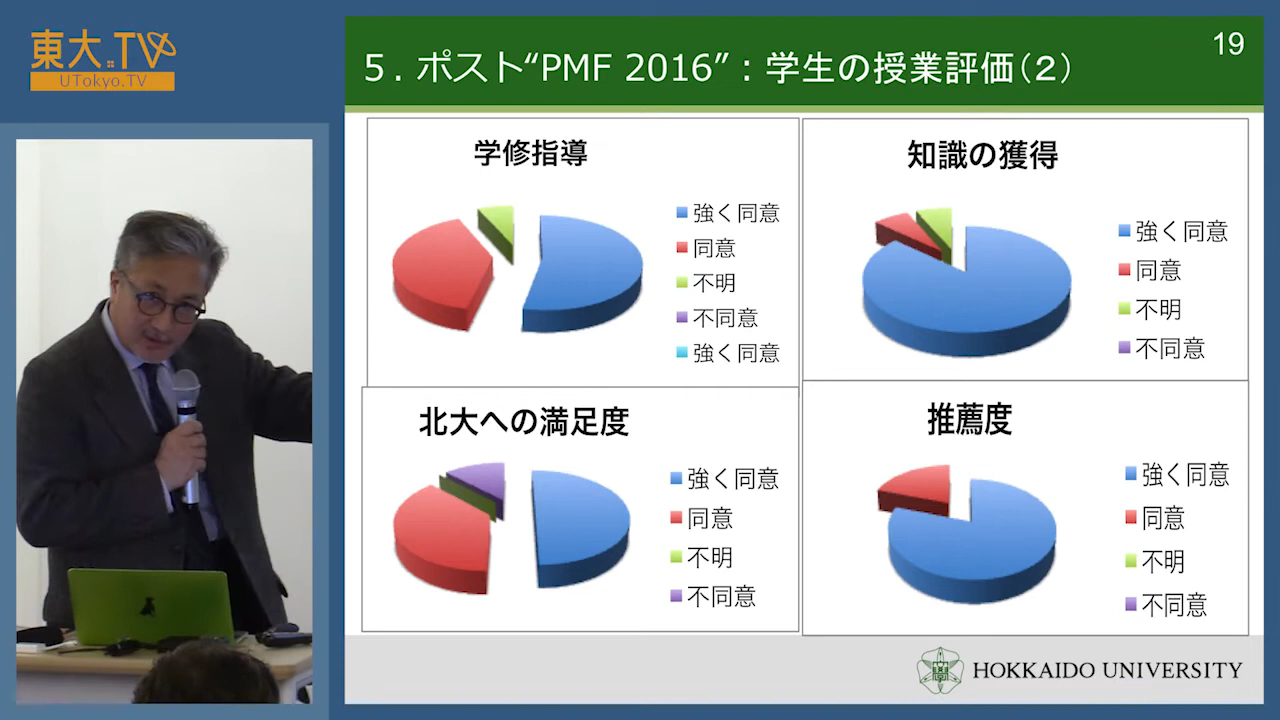 東大.TV
UTokyo.TV
19
5．ポスト“PMF 2016”：学生の授業評価（2）
学修指導
強く同意
同意
不明
不同意
強く同意
知識の獲得
強く同意
同意
不明
不同意
北大への満足度
強く同意
同意
不明
不同意
推薦度
強く同意
同意
不明
不同意
HOKKAIDO UNIVERSITY